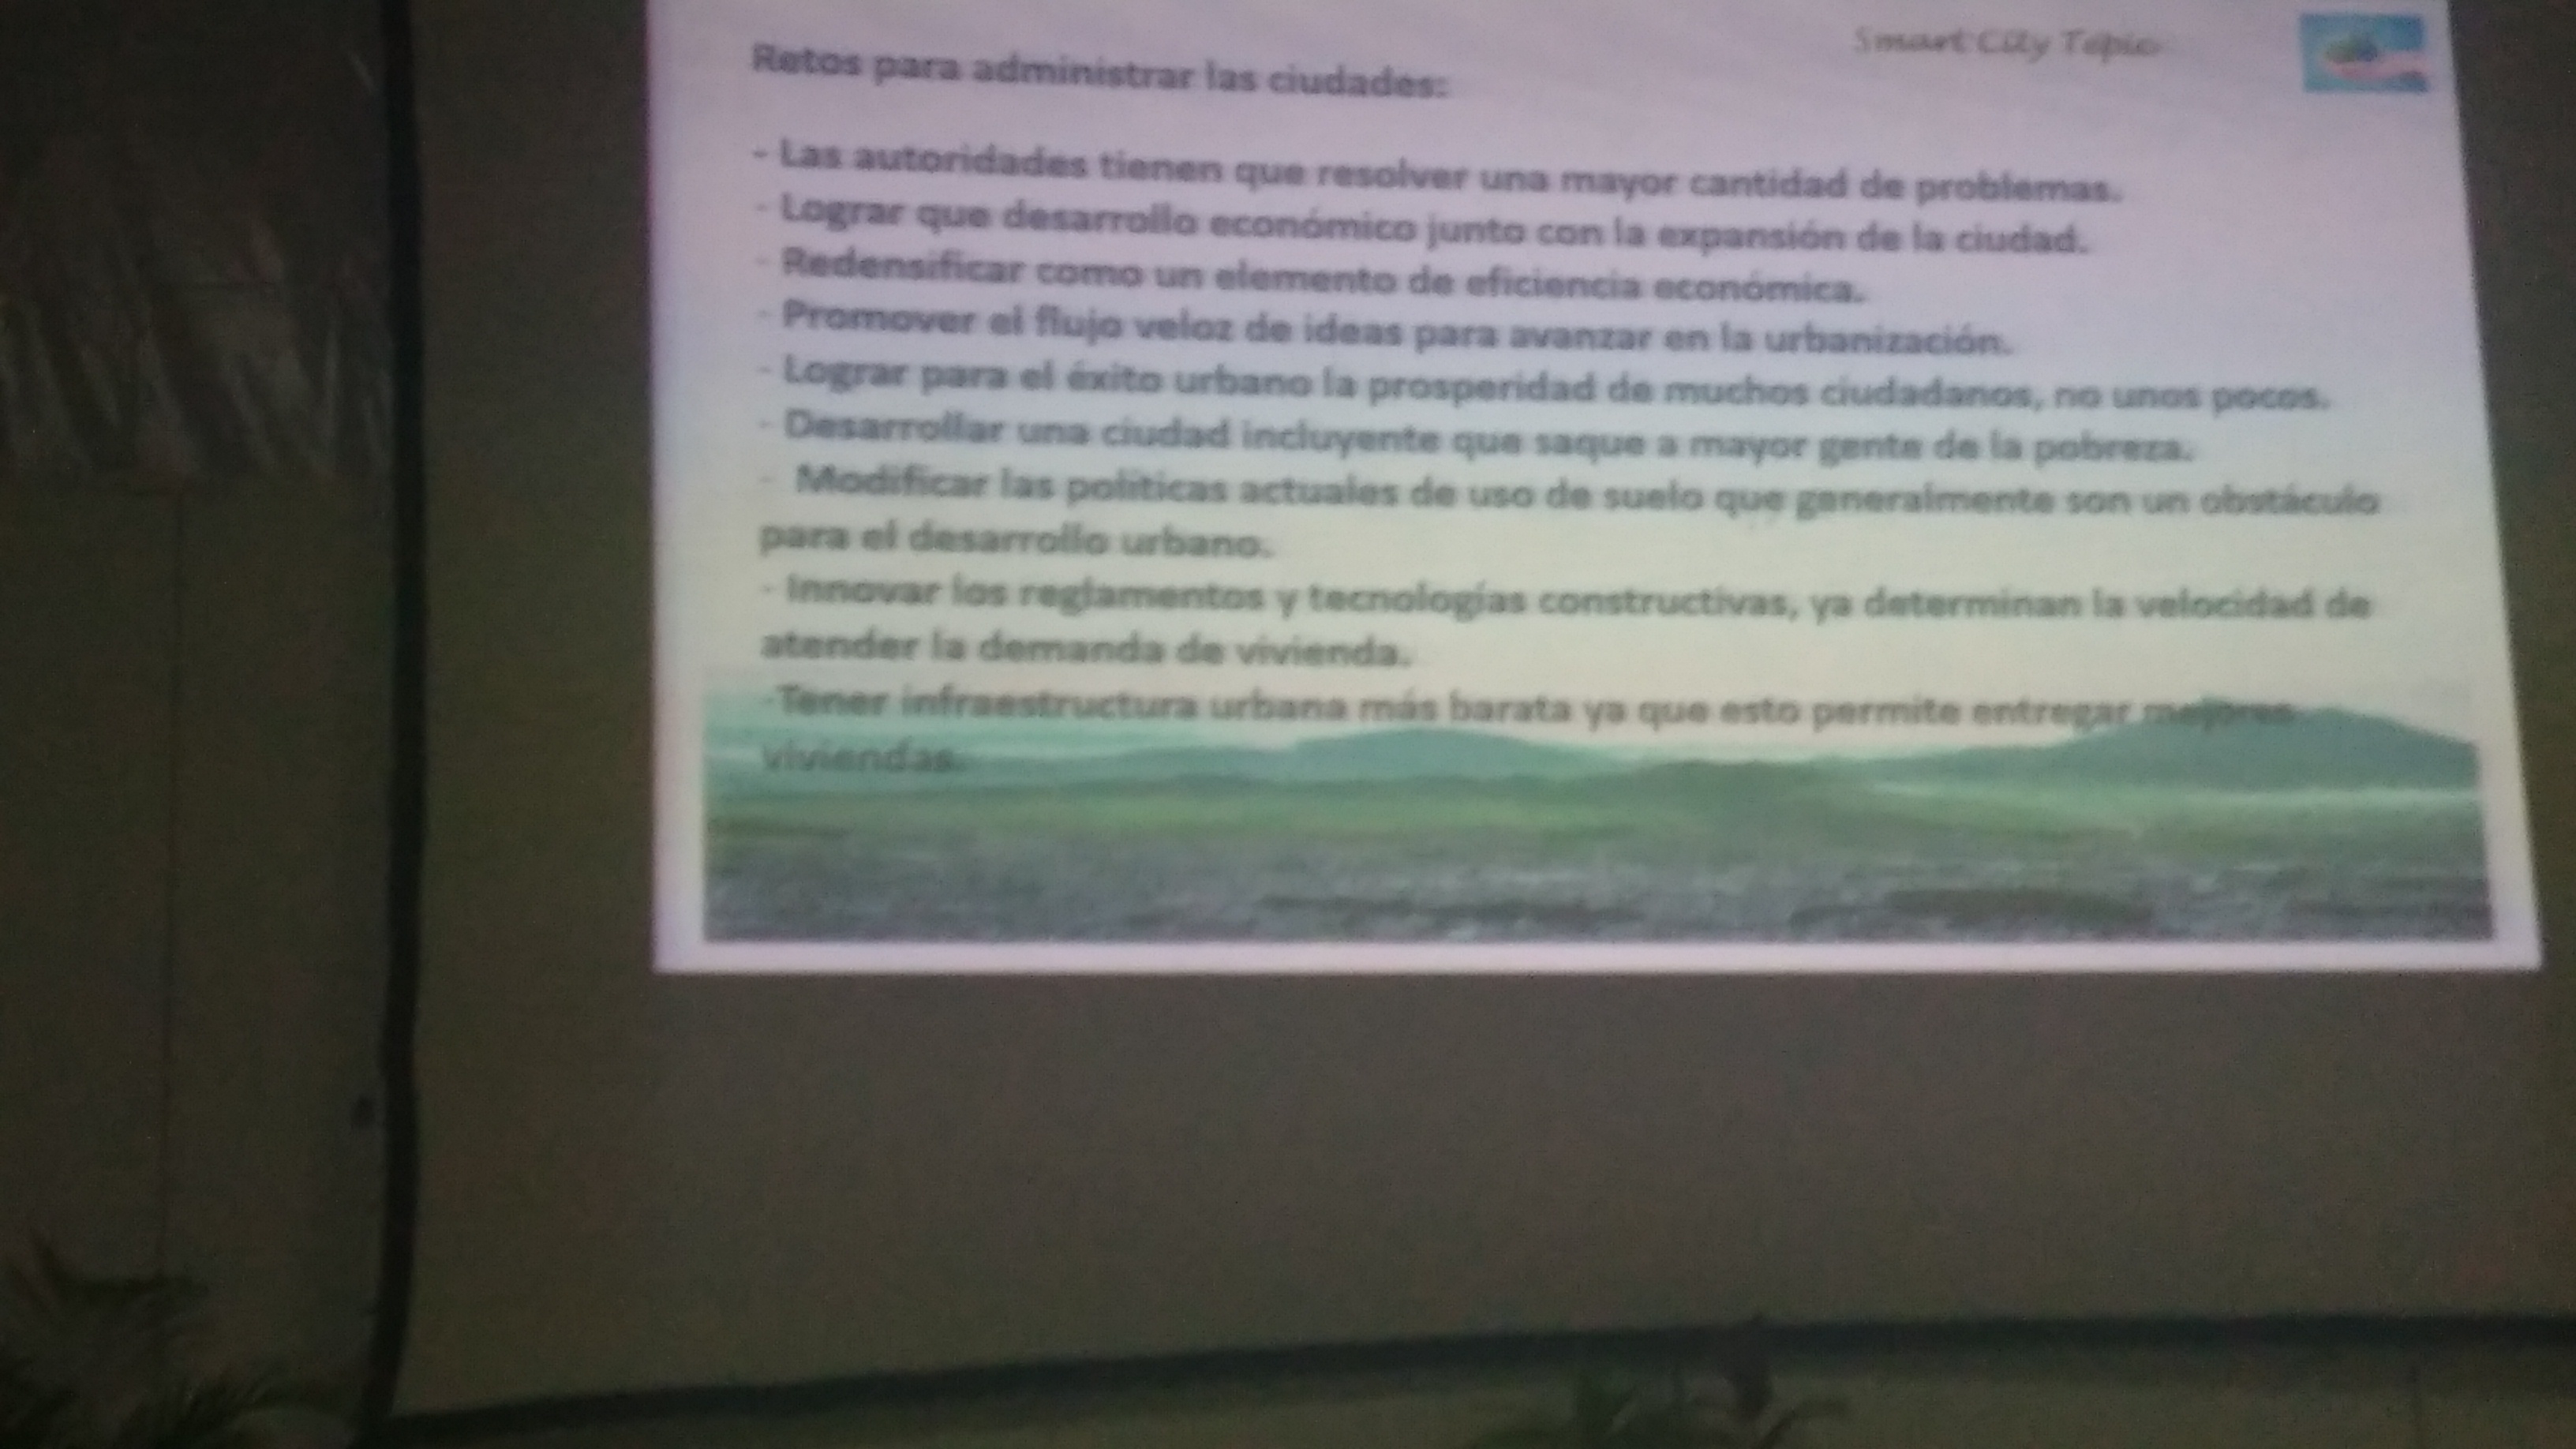 Smart City Tepic
Retos para administrar las ciudades:
- Las autoridades tienen que resolver una mayor cantidad de problemas.
- Lograr que desarrollo económico junto con la expansión de la ciudad.
- Redensificar como un elemento de eficiencia económica.
- Promover el flujo veloz de ideas para avanzar en la urbanización.
- Lograr para el éxito urbano la prosperidad de muchos ciudadanos, no unos pocos.
- Desarrollar una ciudad incluyente que saque a mayor gente de la pobreza.
- Modificar las políticas actuales de uso de suelo que generalmente son un obstáculo
para el desarrollo urbano.
- Innovar los reglamentos y tecnologías constructivas, ya determinan la velocidad de
atender la demanda de vivienda.
-Tener infraestructura urbana más barata ya que esto permite entregar mejores
viviendas.